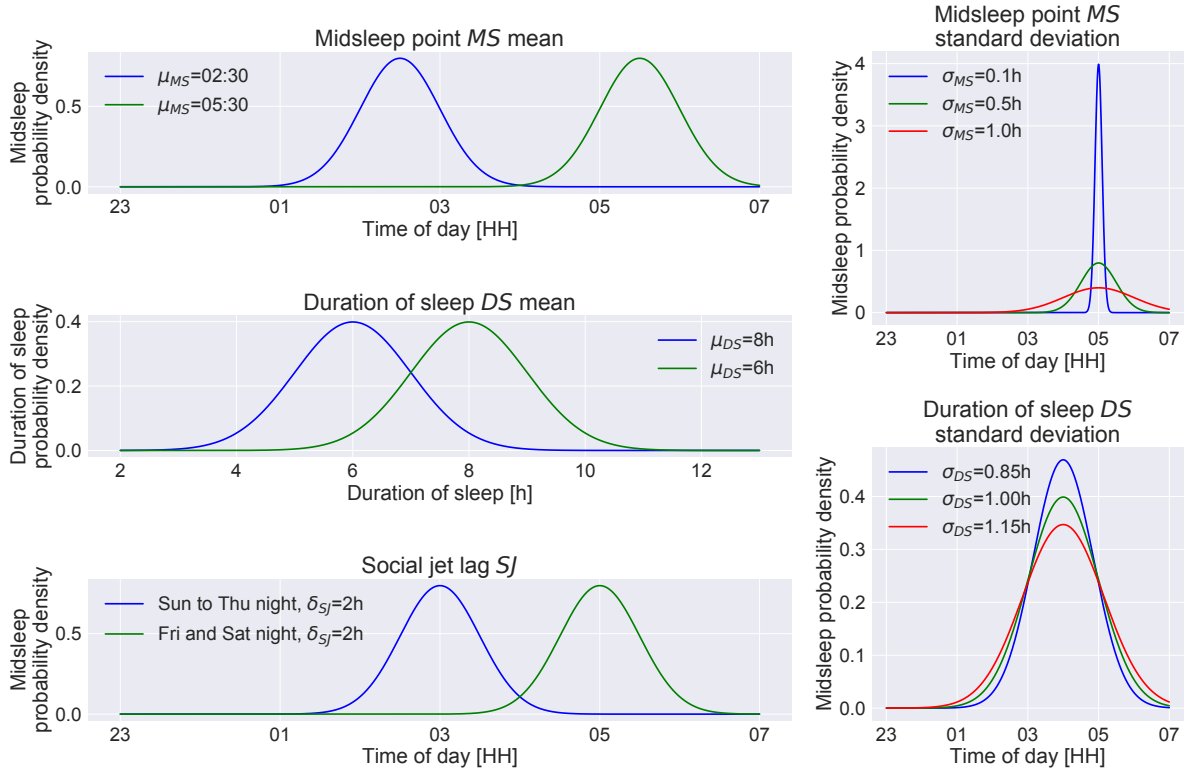 Midsleep point MS mean
Midsleep
probability density
0.5
0.0
μMS=02:30
μMS=05:30
23 01 03 05 07
Time of day [HH]
Duration of sleep DS mean
Duration of sleep
probability density
0.4
0.2
0.0
μDS=8h
μDS=6h
2 4 6 8 10 12
Duration of sleep [h]
Social jet lag SJ
Midsleep
probability density
0.5
0.0
Sun to Thu night, δSJ=2h
Fri and Sat night, δSJ=2h
23 01 03 05 07
Time of day [HH]
Midsleep point MS
standard deviation
Midsleep probability density
4
3
2
1
0
σMS=0.1h
σMS=0.5h
σMS=1.0h
23 01 03 05 07
Time of day [HH]
Duration of sleep DS
standard deviation
Midsleep probability density
0.4
0.3
0.2
0.1
0.0
σDS=0.85h
σDS=1.00h
σDS=1.15h
23 01 03 05 07
Time of day [HH]